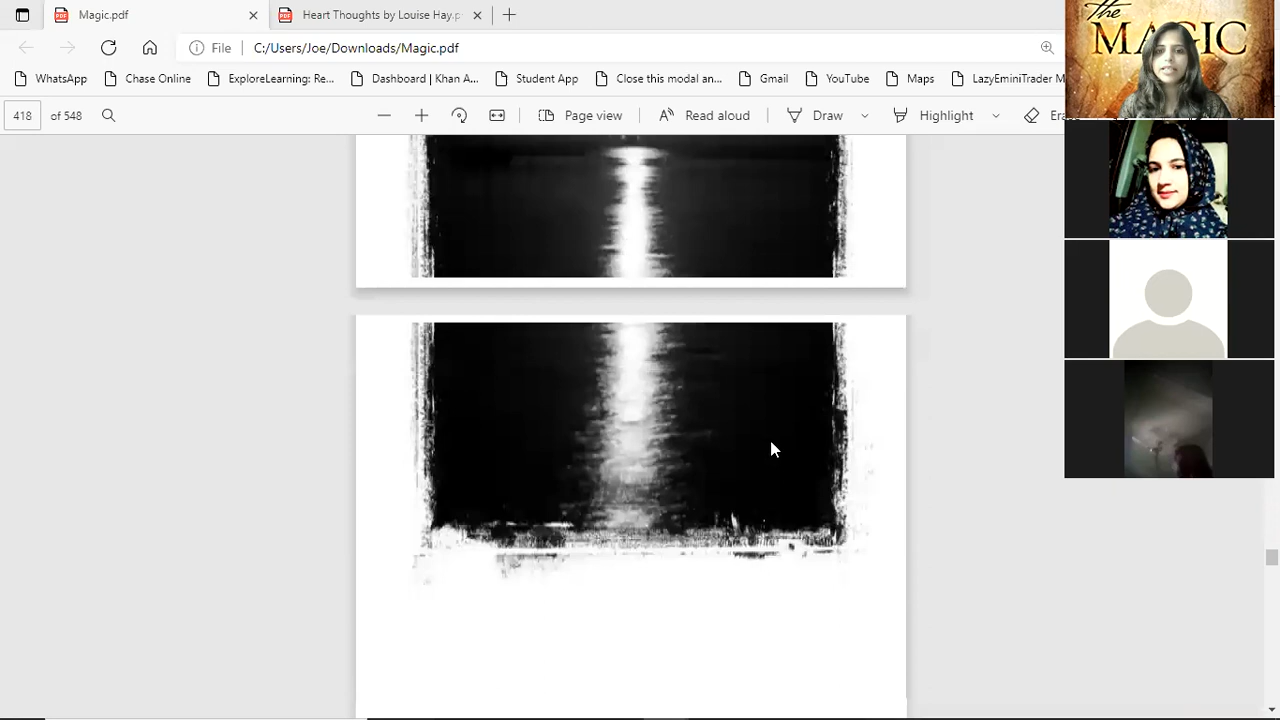 Magic.pdf
Heart Thoughts by Louise Hay.p
File
C:/Users/Joe/Downloads/Magic.pdf
WhatsApp
Chase Online
ExploreLearning: Re...
Dashboard | Khan A...
Student App
Close this modal an...
Gmail
YouTube
Maps
LazyEminiTrader M
418 of 548
Page view
Read aloud
Draw
Highlight
Era
The
MAGIC